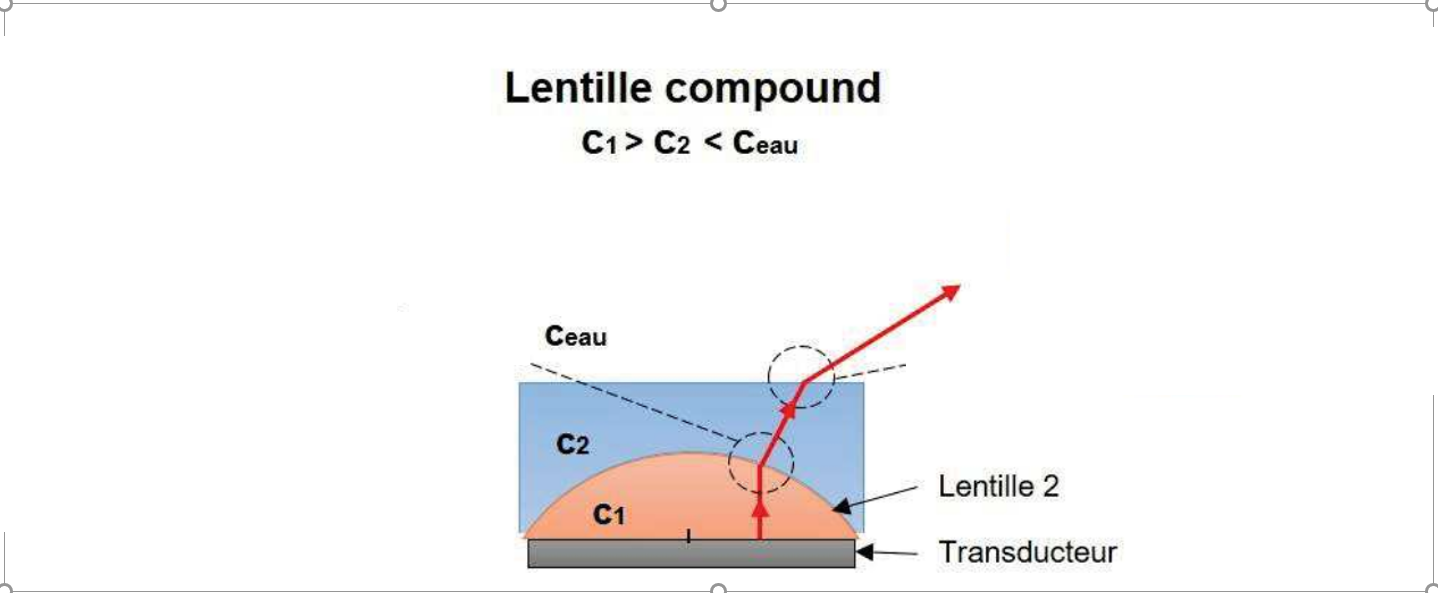 Lentille compound
C1 > C2 < Ceau
Ceau
C2
C1
Lentille 2
Transducteur